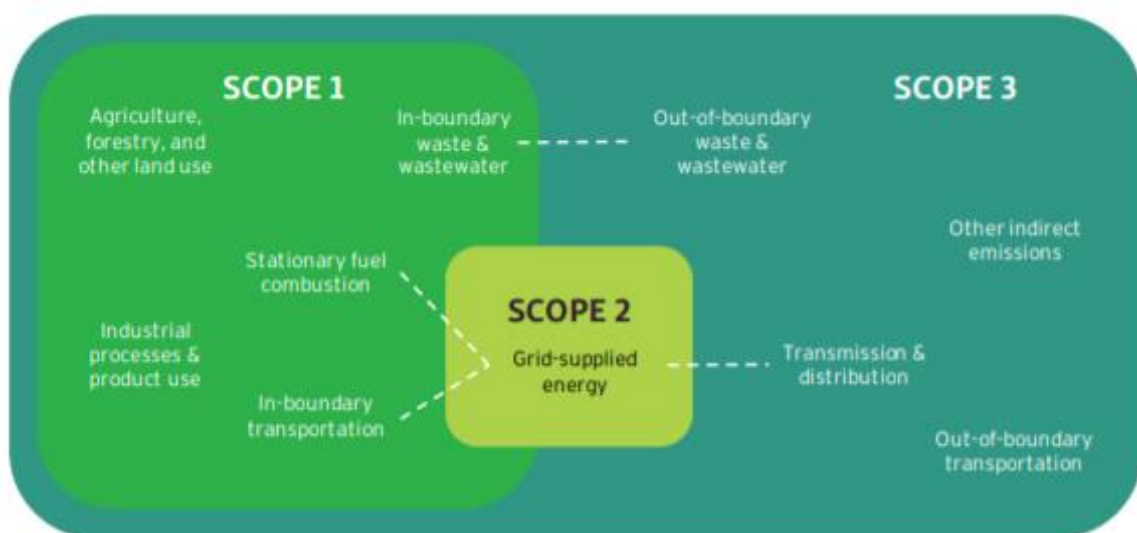 SCOPE 1
Agriculture,
forestry, and
other land use
In-boundary
waste &
wastewater
Stationary fuel
combustion
Industrial
processes &
product use
In-boundary
transportation
SCOPE 2
Grid-supplied
energy
SCOPE 3
Out-of-boundary
waste &
wastewater
Other indirect
emissions
Transmission &
distribution
Out-of-boundary
transportation